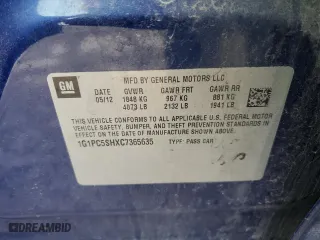 GM
MFD BY GENERAL MOTORS LLC
DATE GVWR GAWR FRT GAWR RR
05/12 1848 KG 967 KG 881 KG
4073 LB 2132 LB 1941 LB
THIS VEHICLE CONFORMS TO ALL APPLICABLE U.S. FEDERAL
VEHICLE SAFETY, BUMPER, AND THEFT PREVENTION STANDARDS
IN EFFECT ON THE DATE OF MANUFACTURE SHOWN ABOVE.
1G1PC5SHXC7365635 TYPE: PASS CAR